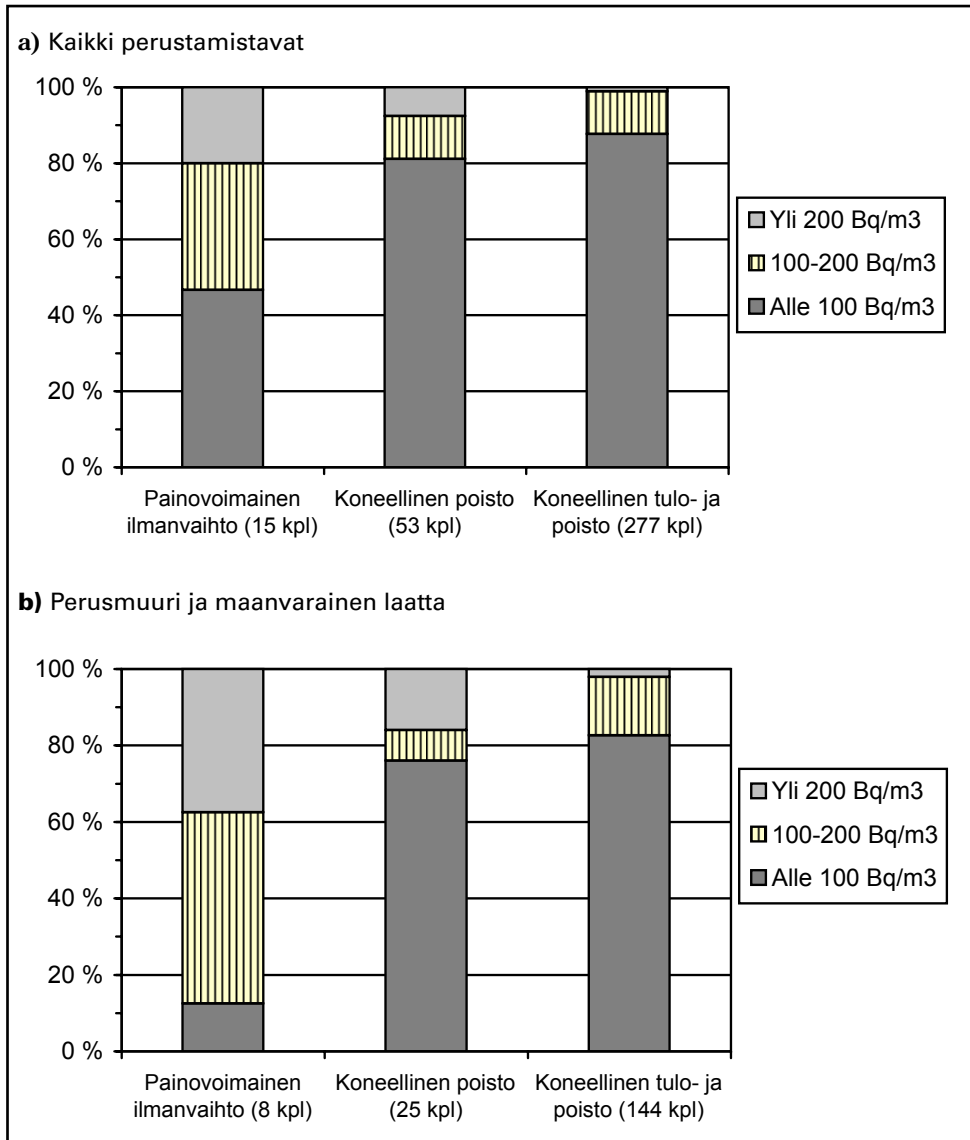 a) Kaikki perustamistavat
100 %
80 %
60 %
40 %
20 %
0 %
Painovoimainen
ilmanvaihto (15 kpl)
Koneellinen poisto
(53 kpl)
Koneellinen tulo- ja
poisto (277 kpl)
Yli 200 Bq/m3
100-200 Bq/m3
Alle 100 Bq/m3
b) Perusmuuri ja maanvarainen laatta
100 %
80 %
60 %
40 %
20 %
0 %
Painovoimainen
ilmanvaihto (8 kpl)
Koneellinen poisto
(25 kpl)
Koneellinen tulo- ja
poisto (144 kpl)
Yli 200 Bq/m3
100-200 Bq/m3
Alle 100 Bq/m3